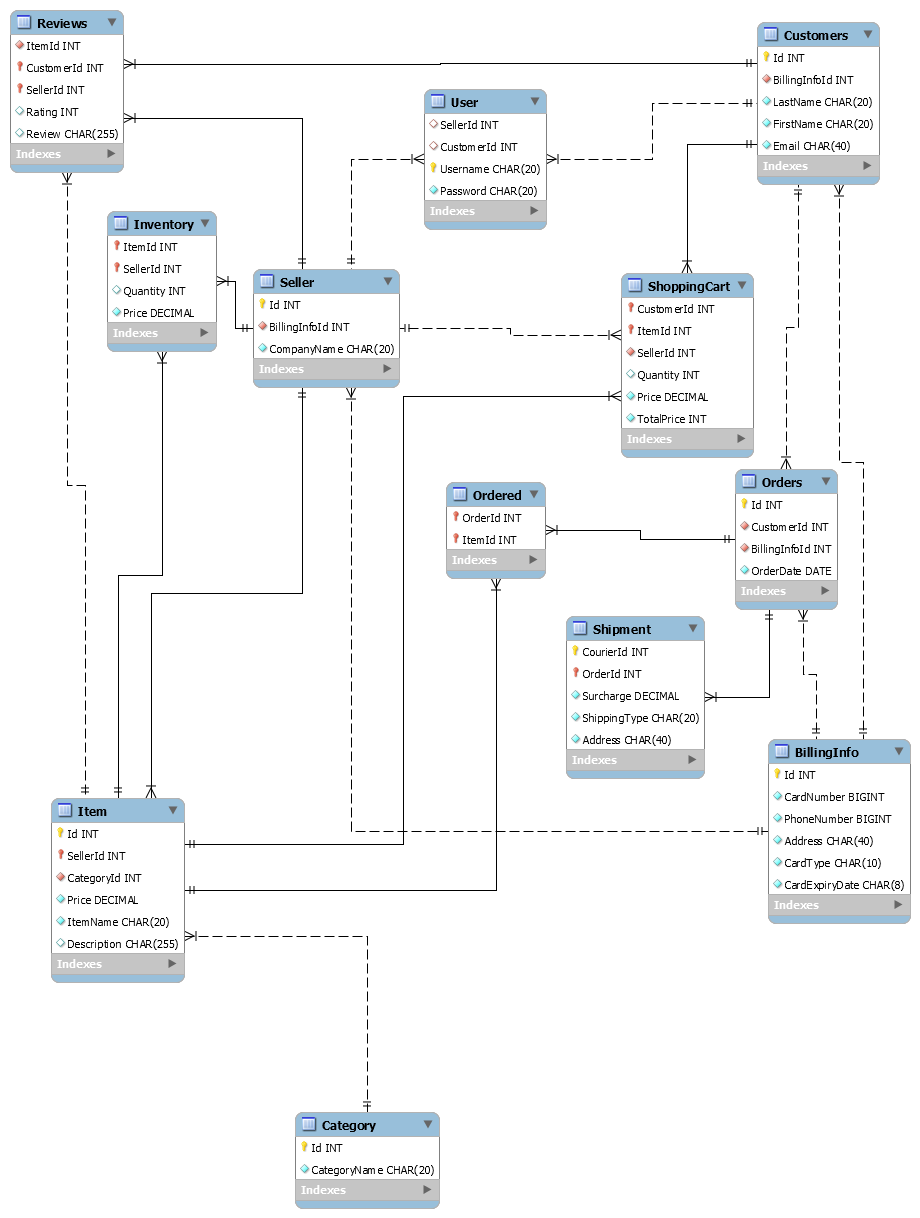 Reviews
ItemId INT
CustomerId INT
SellerId INT
Rating INT
Review CHAR(255)
Indexes
Customers
Id INT
BillingInfoId INT
LastName CHAR(20)
FirstName CHAR(20)
Email CHAR(40)
Indexes
User
SellerId INT
CustomerId INT
Username CHAR(20)
Password CHAR(20)
Indexes
Inventory
ItemId INT
SellerId INT
Quantity INT
Price DECIMAL
Indexes
Seller
Id INT
BillingInfoId INT
CompanyName CHAR(20)
Indexes
ShoppingCart
CustomerId INT
ItemId INT
SellerId INT
Quantity INT
Price DECIMAL
TotalPrice INT
Indexes
Ordered
OrderId INT
ItemId INT
Indexes
Orders
Id INT
CustomerId INT
BillingInfoId INT
OrderDate DATE
Indexes
Shipment
CourierId INT
OrderId INT
Surcharge DECIMAL
ShippingType CHAR(20)
Address CHAR(40)
Indexes
BillingInfo
Id INT
CardNumber BIGINT
PhoneNumber BIGINT
Address CHAR(40)
CardType CHAR(10)
CardExpiryDate CHAR(8)
Indexes
Item
Id INT
SellerId INT
CategoryId INT
Price DECIMAL
ItemName CHAR(20)
Description CHAR(255)
Indexes
Category
Id INT
CategoryName CHAR(20)
Indexes